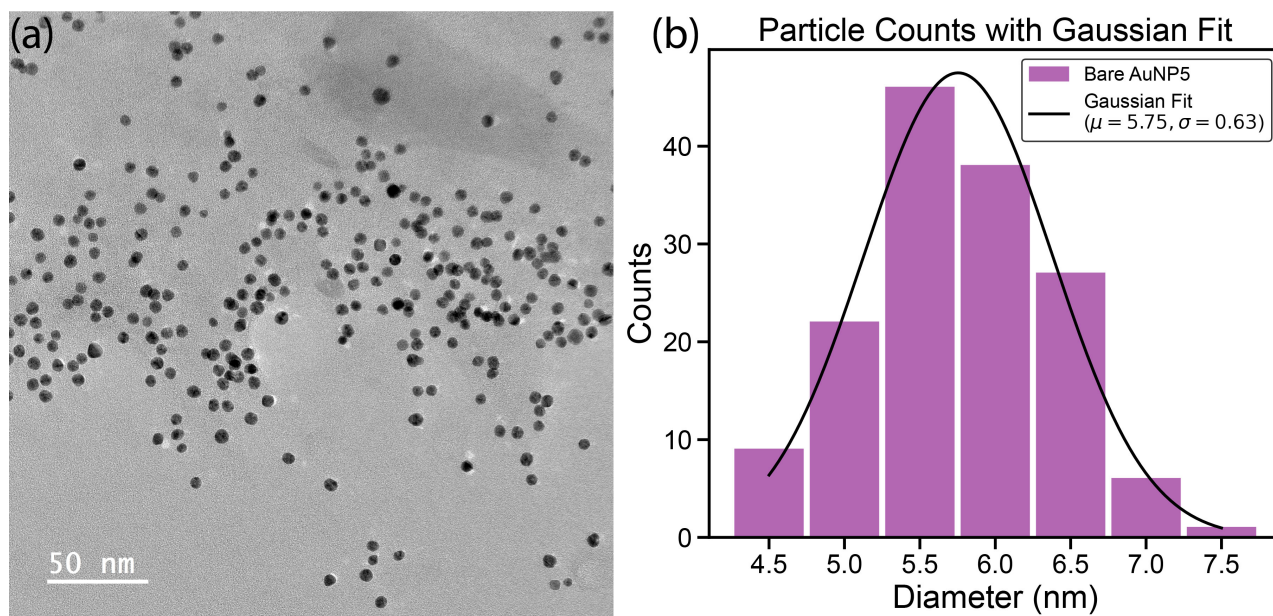 (a)
50 nm
(b)
Particle Counts with Gaussian Fit
Bare AuNP5
Gaussian Fit
(μ = 5.75, σ = 0.63)
Counts
40
30
20
10
0
4.5 5.0 5.5 6.0 6.5 7.0 7.5
Diameter (nm)